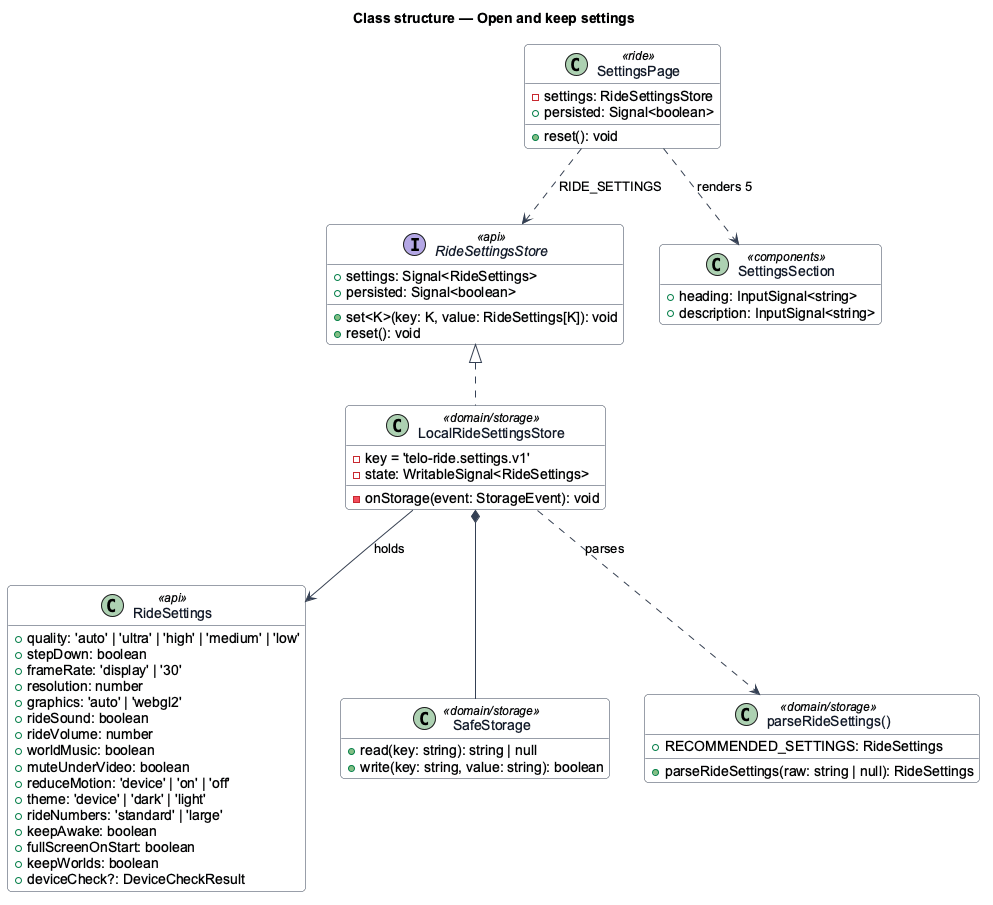 Class structure — Open and keep settings
«ride»
C
SettingsPage
settings: RideSettingsStore
persisted: Signal<boolean>
reset(): void
RIDE_SETTINGS
renders 5
«api»
I
RideSettingsStore
settings: Signal<RideSettings>
persisted: Signal<boolean>
set<K>(key: K, value: RideSettings[K]): void
reset(): void
«components»
C
SettingsSection
heading: InputSignal<string>
description: InputSignal<string>
«domain/storage»
C
LocalRideSettingsStore
key = 'telo-ride.settings.v1'
state: WritableSignal<RideSettings>
onStorage(event: StorageEvent): void
holds
parses
«api»
C
RideSettings
quality: 'auto' | 'ultra' | 'high' | 'medium' | 'low'
stepDown: boolean
frameRate: 'display' | '30'
resolution: number
graphics: 'auto' | 'webgl2'
rideSound: boolean
rideVolume: number
worldMusic: boolean
muteUnderVideo: boolean
reduceMotion: 'device' | 'on' | 'off'
theme: 'device' | 'dark' | 'light'
rideNumbers: 'standard' | 'large'
keepAwake: boolean
fullScreenOnStart: boolean
keepWorlds: boolean
deviceCheck?: DeviceCheckResult
«domain/storage»
C
SafeStorage
read(key: string): string | null
write(key: string, value: string): boolean
«domain/storage»
C
parseRideSettings()
RECOMMENDED_SETTINGS: RideSettings
parseRideSettings(raw: string | null): RideSettings